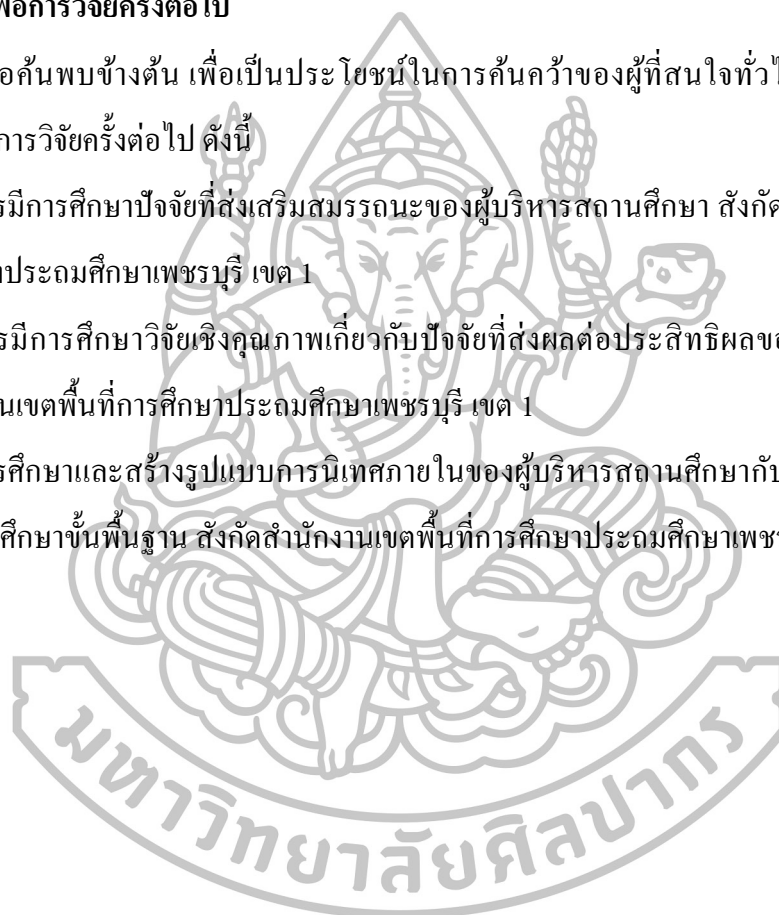 พื่อการวิจัยครั้งต่อไป
อค้นพบข้างต้น เพื่อเป็นประโยชน์ในการค้นคว้าของผู้ที่สนใจทั่วไ
การวิจัยครั้งต่อไป ดังนี้
รมีการศึกษาปัจจัยที่ส่งเสริมสมรรถนะของผู้บริหารสถานศึกษา สังกัด
าประถมศึกษาเพชรบุรี เขต 1
รมีการศึกษาวิจัยเชิงคุณภาพเกี่ยวกับปัจจัยที่ส่งผลต่อประสิทธิผลขอ
นเขตพื้นที่การศึกษาประถมศึกษาเพชรบุรี เขต 1
รศึกษาและสร้างรูปแบบการนิเทศภายในของผู้บริหารสถานศึกษากับ
ศึกษาขั้นพื้นฐาน สังกัดสำนักงานเขตพื้นที่การศึกษาประถมศึกษาเพชร
มหาวิทยาลัยศิลปากร